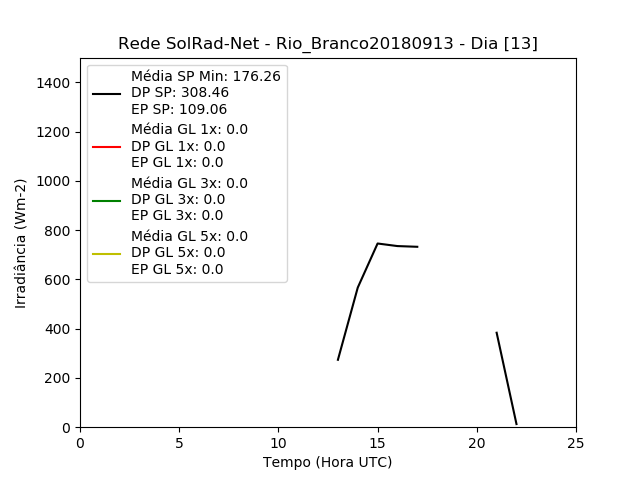 Rede SolRad-Net - Rio_Branco20180913 - Dia [13]
Média SP Min: 176.26
DP SP: 308.46
EP SP: 109.06
Média GL 1x: 0.0
DP GL 1x: 0.0
EP GL 1x: 0.0
Média GL 3x: 0.0
DP GL 3x: 0.0
EP GL 3x: 0.0
Média GL 5x: 0.0
DP GL 5x: 0.0
EP GL 5x: 0.0
Irradiância (Wm-2)
1400
1200
1000
800
600
400
200
0
0 5 10 15 20 25
Tempo (Hora UTC)